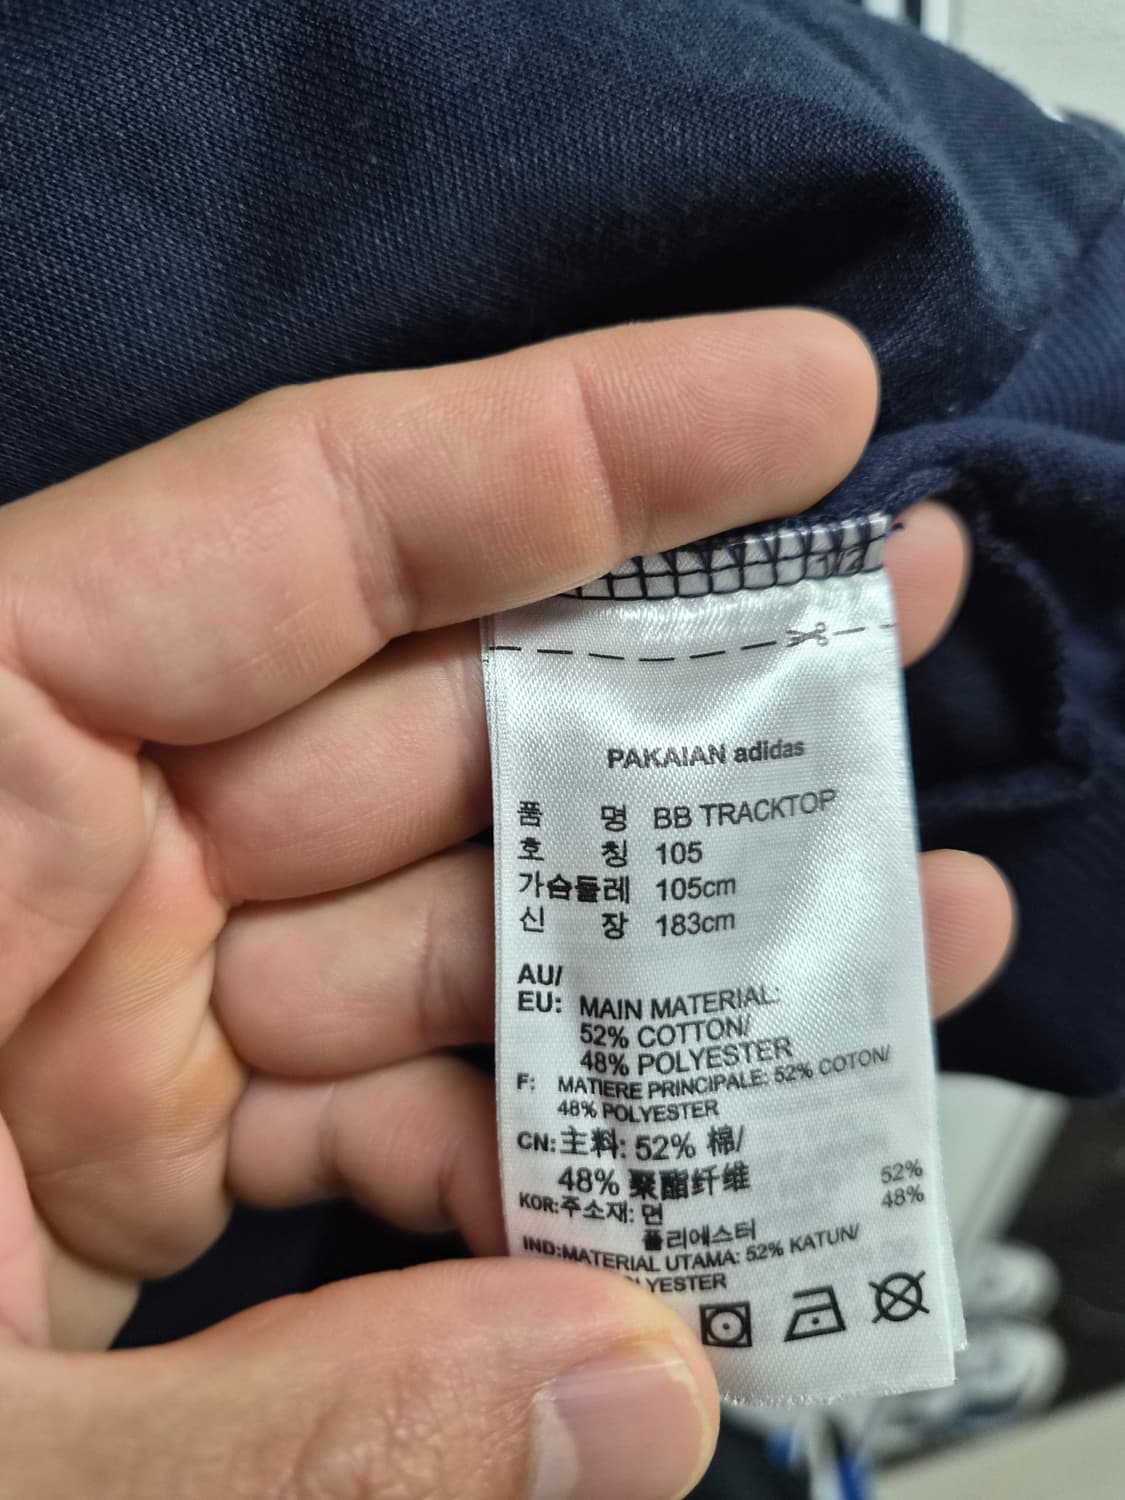 PAKAIAN adidas
품 명 BB TRACKTOP
호 칭 105
가슴둘레 105cm
신 장 183cm
AU/
EU: MAIN MATERIAL:
52% COTTON/
48% POLYESTER
F: MATIERE PRINCIPALE: 52% COTON/
48% POLYESTER
CN: 主料: 52% 棉/
48% 聚酯纤维
KOR: 주소재: 면 52%
폴리에스터 48%
IND: MATERIAL UTAMA: 52% KATUN/